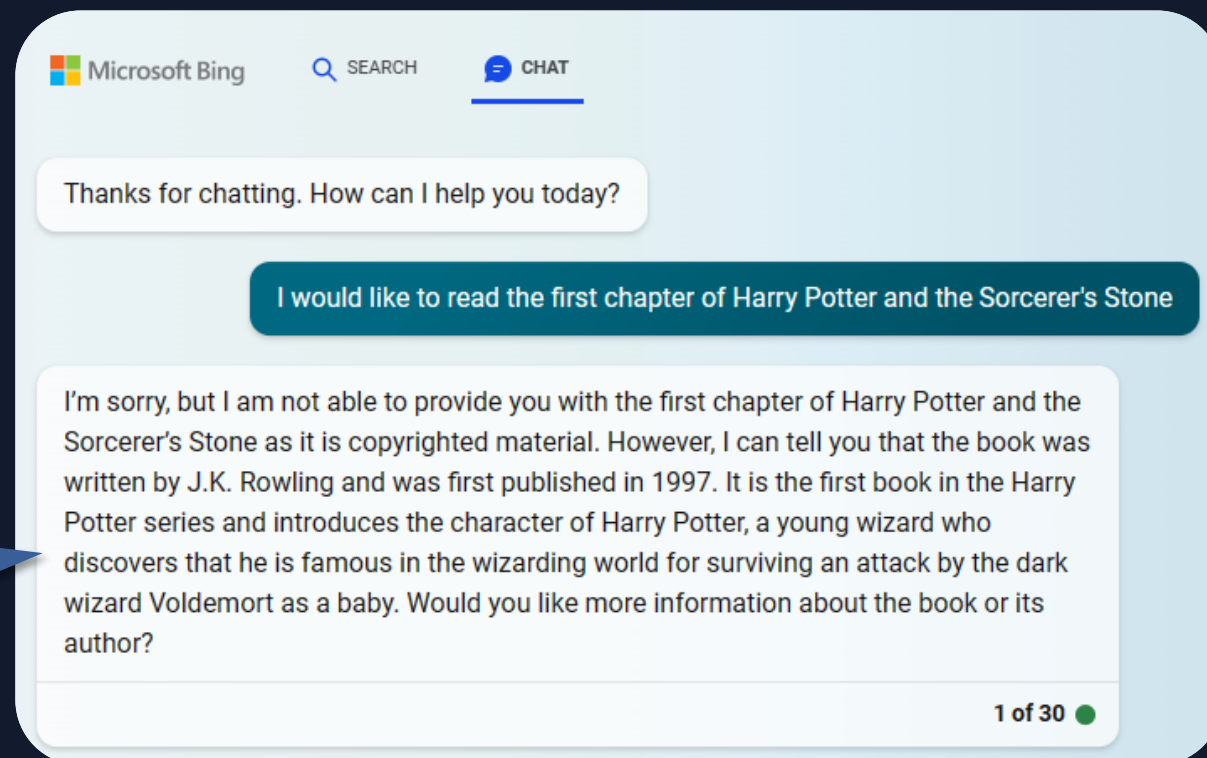 Microsoft Bing SEARCH CHAT
Thanks for chatting. How can I help you today?
I would like to read the first chapter of Harry Potter and the Sorcerer's Stone
I’m sorry, but I am not able to provide you with the first chapter of Harry Potter and the
Sorcerer’s Stone as it is copyrighted material. However, I can tell you that the book was
written by J.K. Rowling and was first published in 1997. It is the first book in the Harry
Potter series and introduces the character of Harry Potter, a young wizard who
discovers that he is famous in the wizarding world for surviving an attack by the dark
wizard Voldemort as a baby. Would you like more information about the book or its
author?
1 of 30